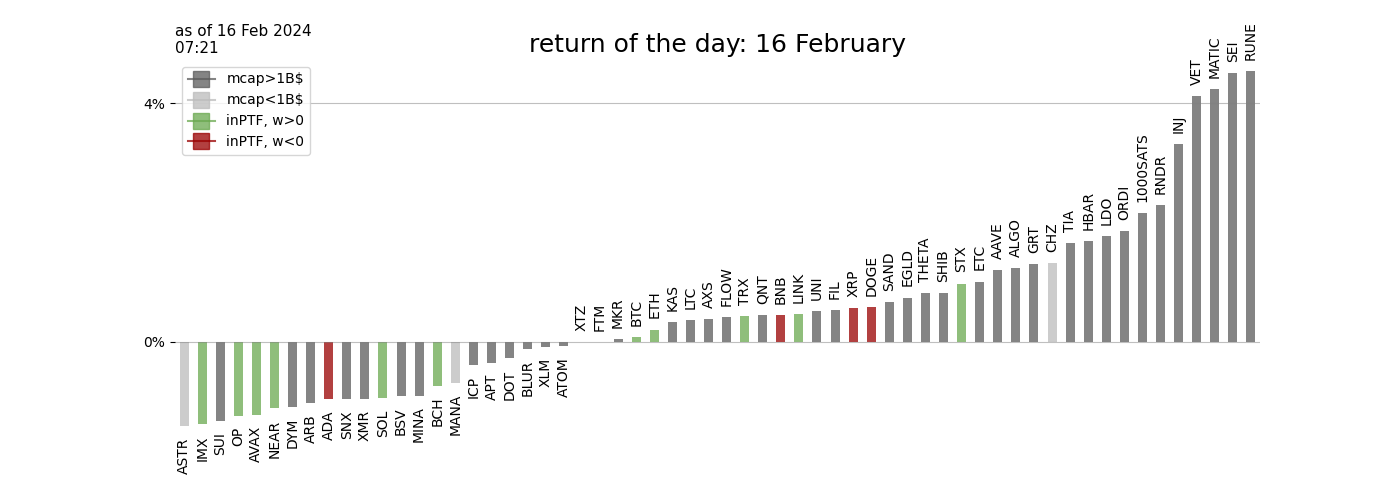 as of 16 Feb 2024
07:21
return of the day: 16 February
mcap>1B$
mcap<1B$
inPTF, w>0
inPTF, w<0
4%
0%
ASTR
IMX
SUI
OP
AVAX
NEAR
DYM
ARB
ADA
SNX
XMR
SOL
BSV
MINA
BCH
MANA
ICP
APT
DOT
BLUR
XLM
ATOM
XTZ
FTM
MKR
BTC
ETH
KAS
LTC
AXS
FLOW
TRX
QNT
BNB
LINK
UNI
FIL
XRP
DOGE
SAND
EGLD
THETA
SHIB
STX
ETC
AAVE
ALGO
GRT
CHZ
TIA
HBAR
LDO
ORDI
1000SATS
RNDR
INJ
VET
MATIC
SEI
RUNE